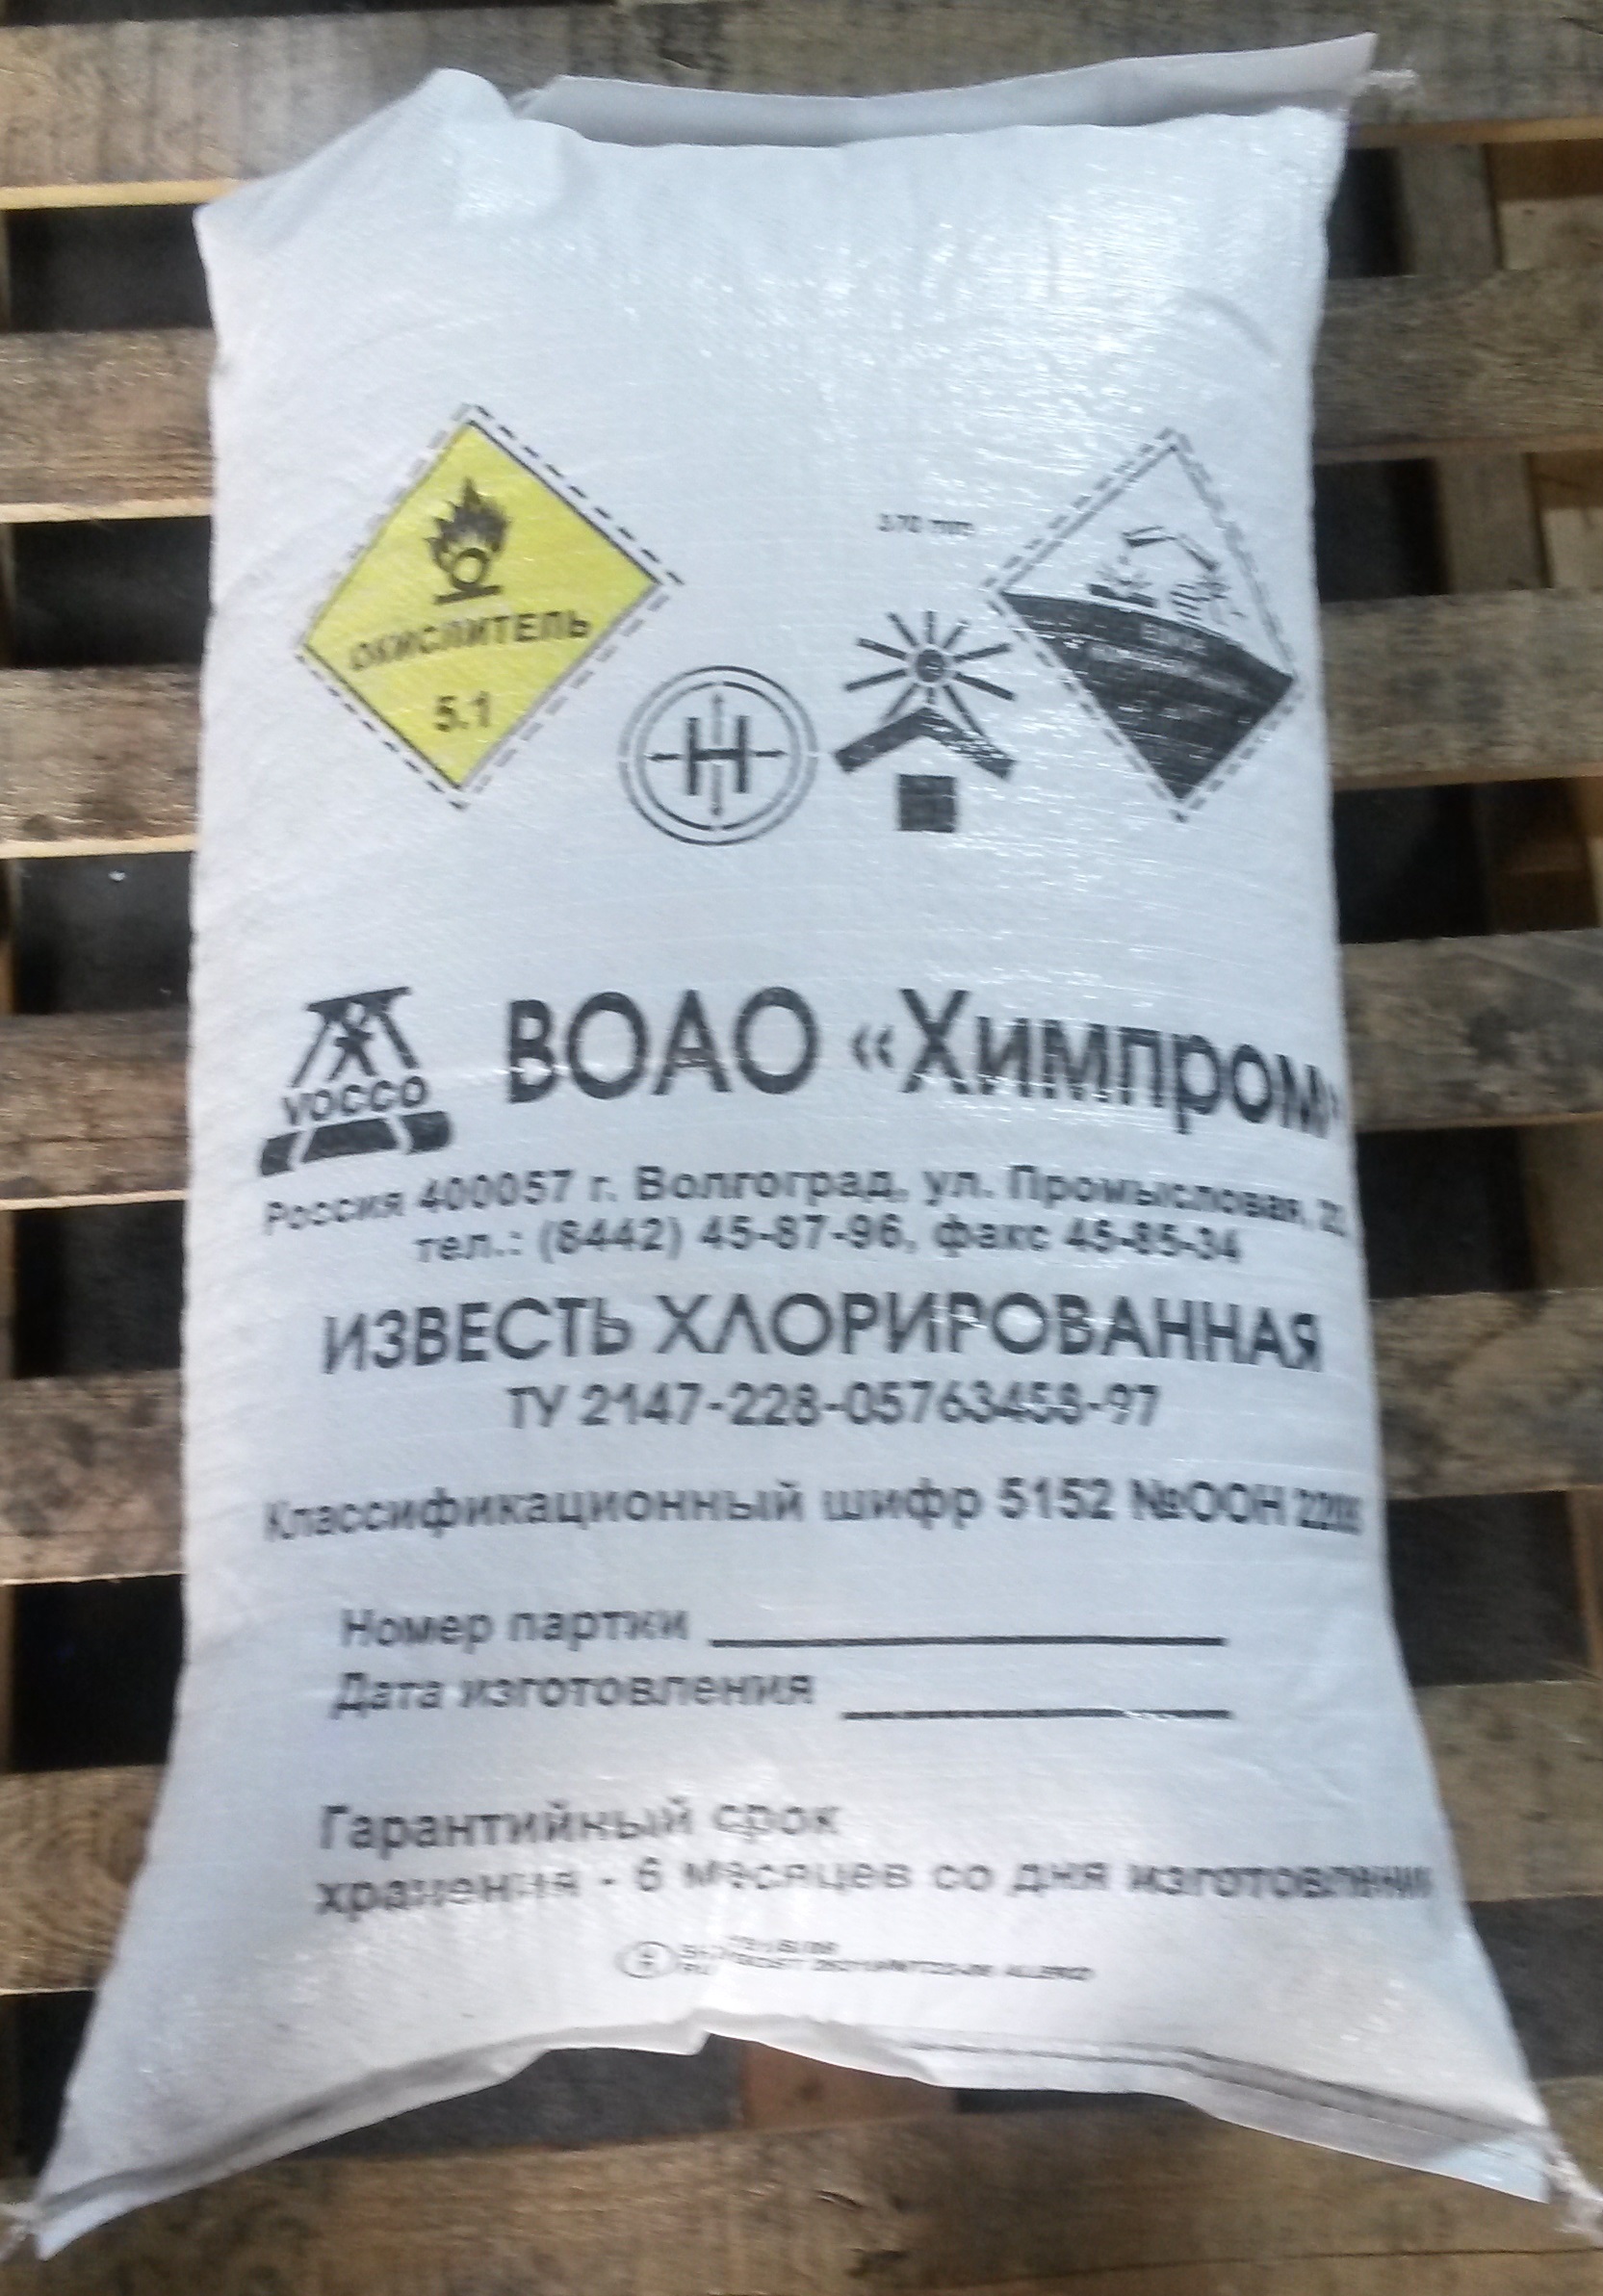 ОКИСЛИТЕЛЬ
5.1
370 mm
Н
VOCCO
ВОАО «Химпром»
Россия 400057 г. Волгоград, ул. Промысловая, 23
тел.: (8442) 45-87-96, факс 45-85-34
ИЗВЕСТЬ ХЛОРИРОВАННАЯ
ТУ 2147-228-05763458-97
Классификационный шифр 5152 №ООН 2208
Номер партии
Дата изготовления
Гарантийный срок
хранения - 6 месяцев со дня изготовления